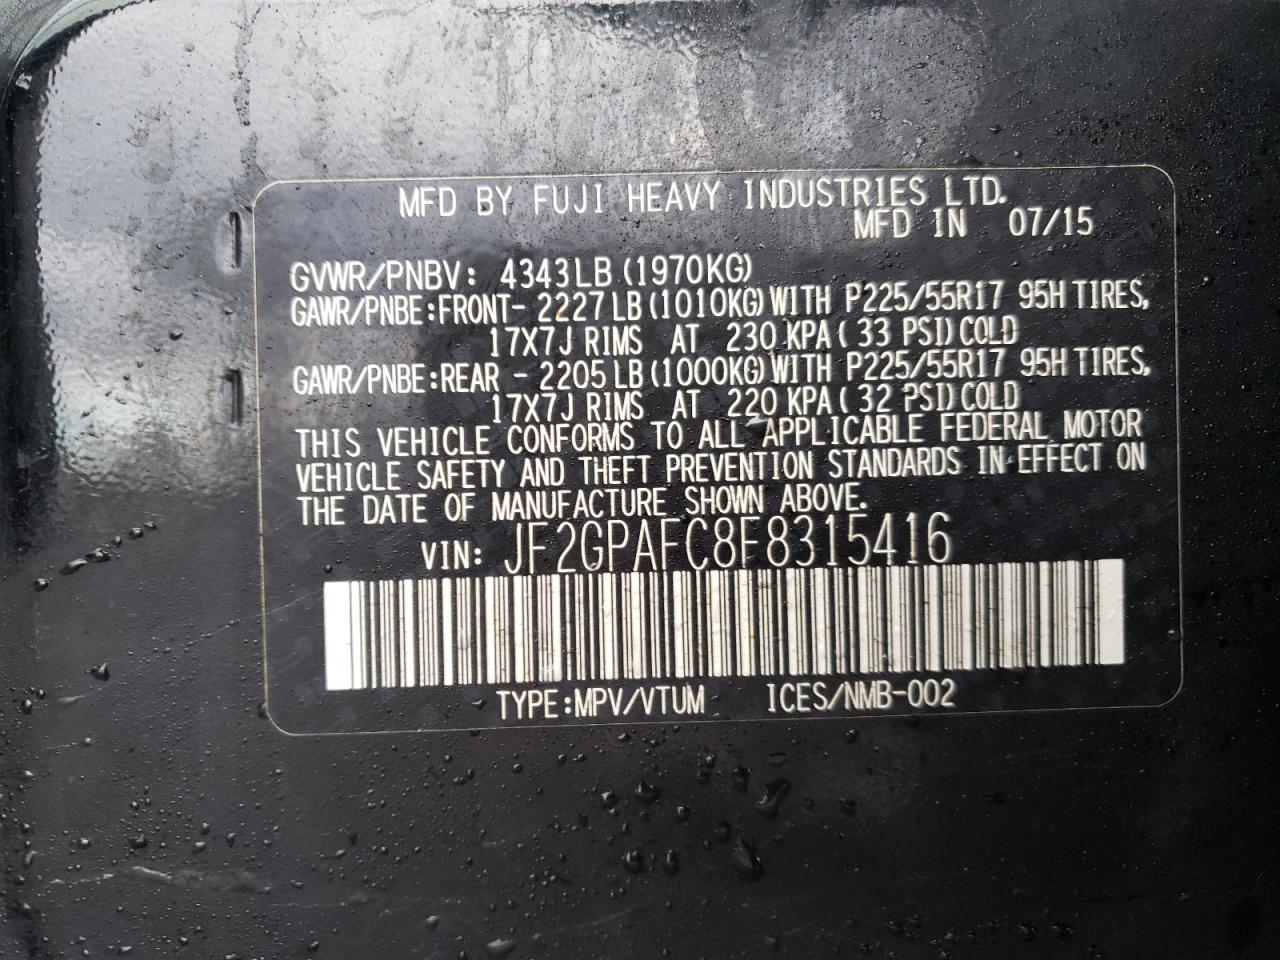 MFD BY FUJI HEAVY INDUSTRIES LTD.
MFD IN 07/15
GVWR/PNBV: 4343LB(1970KG)
GAWR/PNBE:FRONT- 2227LB(1010KG)WITH P225/55R17 95H TIRES,
17X7J RIMS AT 230 KPA(33 PSI)COLD
GAWR/PNBE:REAR - 2205LB(1000KG)WITH P225/55R17 95H TIRES,
17X7J RIMS AT 220 KPA(32 PSI)COLD
THIS VEHICLE CONFORMS TO ALL APPLICABLE FEDERAL MOTOR
VEHICLE SAFETY AND THEFT PREVENTION STANDARDS IN EFFECT ON
THE DATE OF MANUFACTURE SHOWN ABOVE.
VIN: JF2GPAFC8F8315416
TYPE:MPV/VTUM ICES/NMB-002